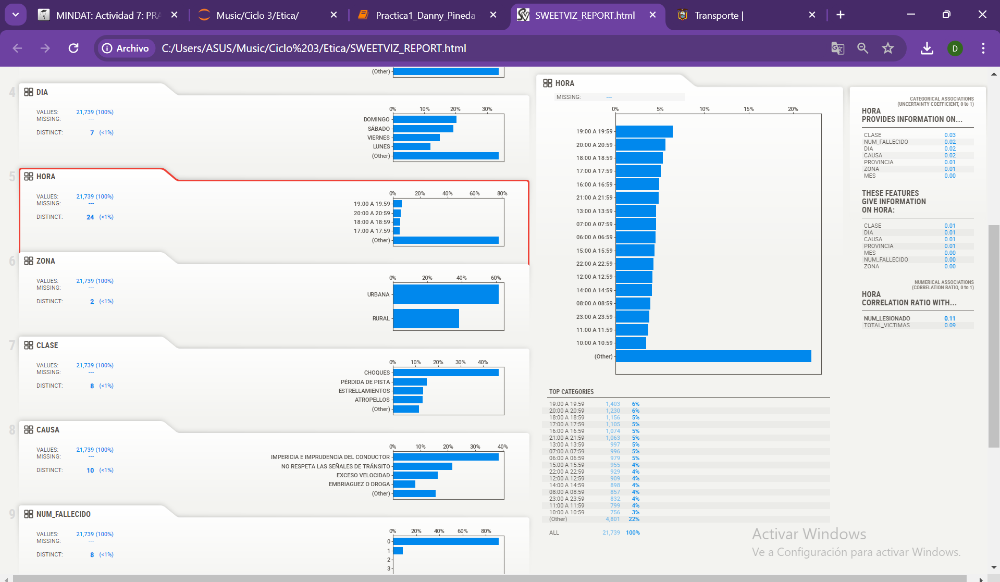 MINDAT: Actividad 7: PRA
Music/Ciclo 3/Etica/
Practica1_Danny_Pineda
SWEETVIZ_REPORT.html
Transporte |
Archivo
C:/Users/ASUS/Music/Ciclo%203/Etica/SWEETVIZ_REPORT.html
D
(Other)
4
DIA
VALUES: 21,739 (100%)
MISSING: ---
DISTINCT: 7 (<1%)
0% 10% 20% 30%
DOMINGO
SÁBADO
VIERNES
LUNES
(Other)
5
HORA
VALUES: 21,739 (100%)
MISSING: ---
DISTINCT: 24 (<1%)
0% 20% 40% 60% 80%
19:00 A 19:59
20:00 A 20:59
18:00 A 18:59
17:00 A 17:59
(Other)
6
ZONA
VALUES: 21,739 (100%)
MISSING: ---
DISTINCT: 2 (<1%)
0% 20% 40% 60%
URBANA
RURAL
7
CLASE
VALUES: 21,739 (100%)
MISSING: ---
DISTINCT: 8 (<1%)
0% 10% 20% 30% 40%
CHOQUES
PÉRDIDA DE PISTA
ESTRELLAMIENTOS
ATROPELLOS
(Other)
8
CAUSA
VALUES: 21,739 (100%)
MISSING: ---
DISTINCT: 10 (<1%)
0% 10% 20% 30% 40%
IMPERICIA E IMPRUDENCIA DEL CONDUCTOR
NO RESPETA LAS SEÑALES DE TRÁNSITO
EXCESO VELOCIDAD
EMBRIAGUEZ O DROGA
(Other)
9
NUM_FALLECIDO
VALUES: 21,739 (100%)
MISSING: ---
DISTINCT: 8 (<1%)
0% 20% 40% 60% 80%
0
1
2
3
HORA
MISSING: ---
0% 5% 10% 15% 20%
19:00 A 19:59
20:00 A 20:59
18:00 A 18:59
17:00 A 17:59
16:00 A 16:59
21:00 A 21:59
13:00 A 13:59
07:00 A 07:59
06:00 A 06:59
15:00 A 15:59
22:00 A 22:59
12:00 A 12:59
14:00 A 14:59
08:00 A 08:59
23:00 A 23:59
11:00 A 11:59
10:00 A 10:59
(Other)
TOP CATEGORIES
19:00 A 19:59 1,403 6%
20:00 A 20:59 1,230 6%
18:00 A 18:59 1,156 5%
17:00 A 17:59 1,105 5%
16:00 A 16:59 1,074 5%
21:00 A 21:59 1,063 5%
13:00 A 13:59 997 5%
07:00 A 07:59 996 5%
06:00 A 06:59 979 5%
15:00 A 15:59 955 4%
22:00 A 22:59 929 4%
12:00 A 12:59 909 4%
14:00 A 14:59 898 4%
08:00 A 08:59 857 4%
23:00 A 23:59 832 4%
11:00 A 11:59 799 4%
10:00 A 10:59 756 3%
(Other) 4,801 22%
ALL 21,739 100%
CATEGORICAL ASSOCIATIONS
(UNCERTAINTY COEFFICIENT, 0 to 1)
HORA
PROVIDES INFORMATION ON...
CLASE 0.03
NUM_FALLECIDO 0.02
DIA 0.02
CAUSA 0.02
PROVINCIA 0.01
ZONA 0.01
MES 0.00
THESE FEATURES
GIVE INFORMATION
ON HORA:
CLASE 0.01
DIA 0.01
CAUSA 0.01
PROVINCIA 0.01
MES 0.00
NUM_FALLECIDO 0.00
ZONA 0.00
NUMERICAL ASSOCIATIONS
(CORRELATION RATIO, 0 to 1)
HORA
CORRELATION RATIO WITH...
NUM_LESIONADO 0.11
TOTAL_VICTIMAS 0.09
Activar Windows
Ve a Configuración para activar Windows.